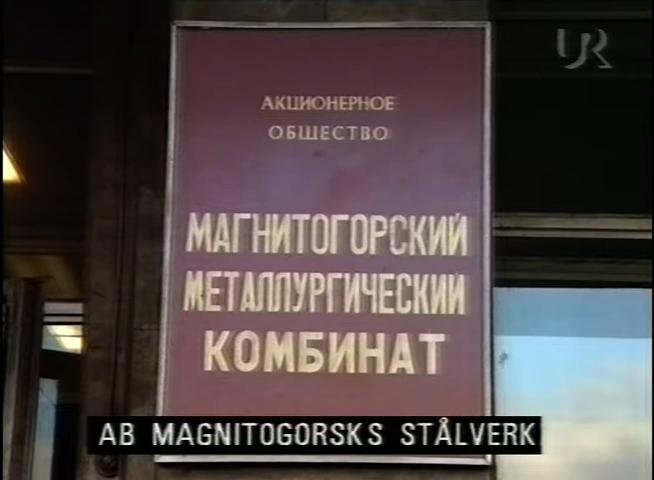 UR
АКЦИОНЕРНОЕ
ОБЩЕСТВО
МАГНИТОГОРСКИЙ
МЕТАЛЛУРГИЧЕСКИЙ
КОМБИНАТ
AB MAGNITOGORSKS STÅLVERK